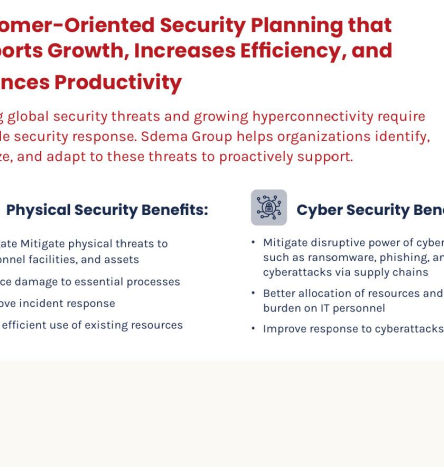 omer-Oriented Security Planning that
ports Growth, Increases Efficiency, and
nces Productivity
g global security threats and growing hyperconnectivity require
le security response. Sdema Group helps organizations identify,
ze, and adapt to these threats to proactively support.
Physical Security Benefits:
ate Mitigate physical threats to
onnel facilities, and assets
ce damage to essential processes
ove incident response
efficient use of existing resources
Cyber Security Bene
• Mitigate disruptive power of cyber
such as ransomware, phishing, an
cyberattacks via supply chains
• Better allocation of resources and
burden on IT personnel
• Improve response to cyberattacks